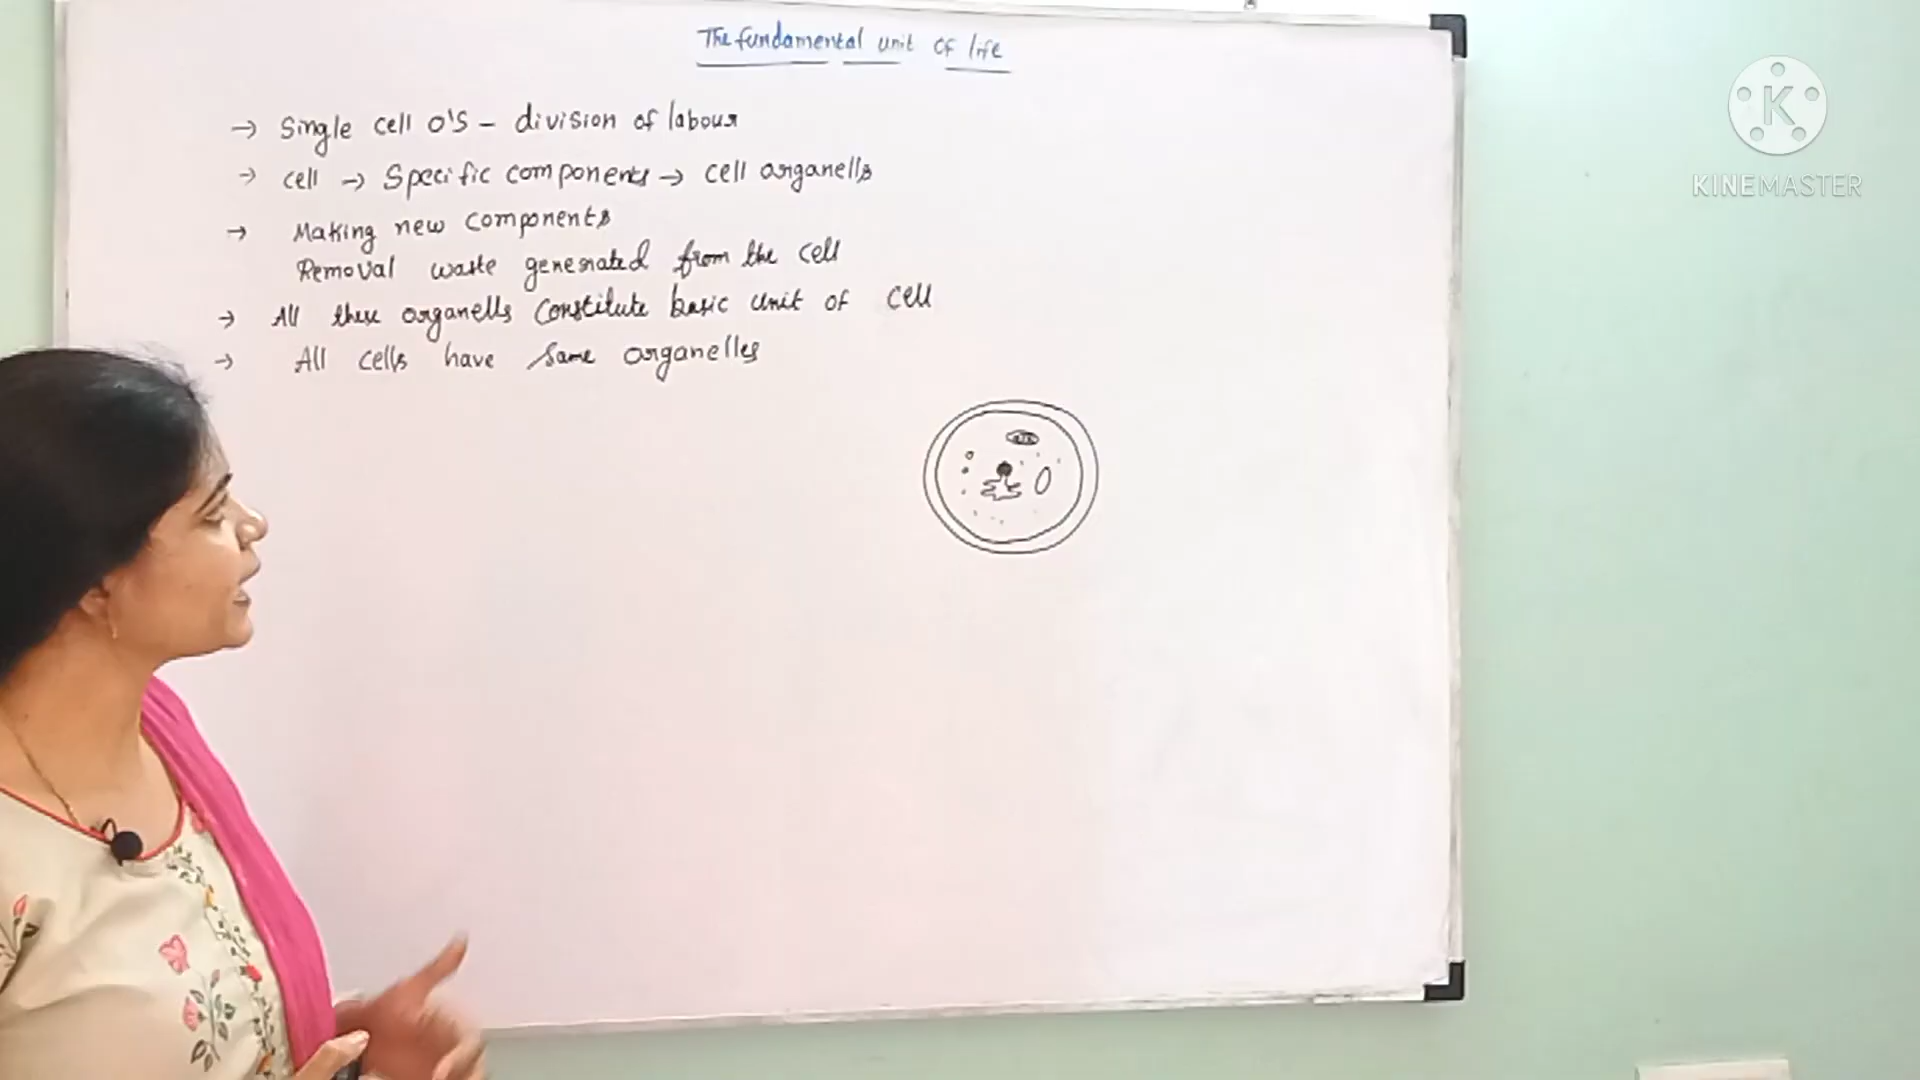 The fundamental unit of life
→ Single cell O'S – division of labour
→ cell → Specific components → cell organells
→ Making new components
Removal waste generated from the cell
→ All these organells constitute basic unit of cell
→ All cells have same organelles
K
KINEMASTER